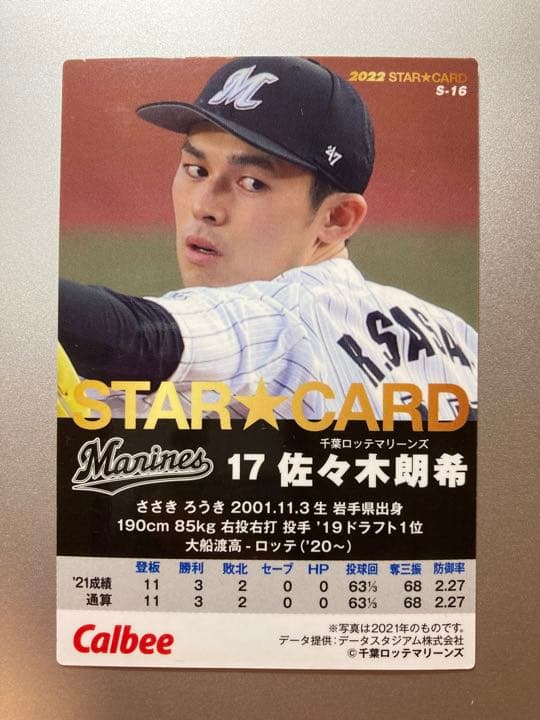 2022 STAR★CARD
S-16
M
47
R.SASA
STAR★CARD
千葉ロッテマリーンズ
Marines 17 佐々木朗希
ささき ろうき 2001.11.3生 岩手県出身
190cm 85kg 右投右打 投手 '19ドラフト1位
大船渡高 - ロッテ('20〜)
登板 勝利 敗北 セーブ HP 投球回 奪三振 防御率
'21成績 11 3 2 0 0 63⅓ 68 2.27
通算 11 3 2 0 0 63⅓ 68 2.27
Calbee
※写真は2021年のものです。
データ提供:データスタジアム株式会社
©千葉ロッテマリーンズ